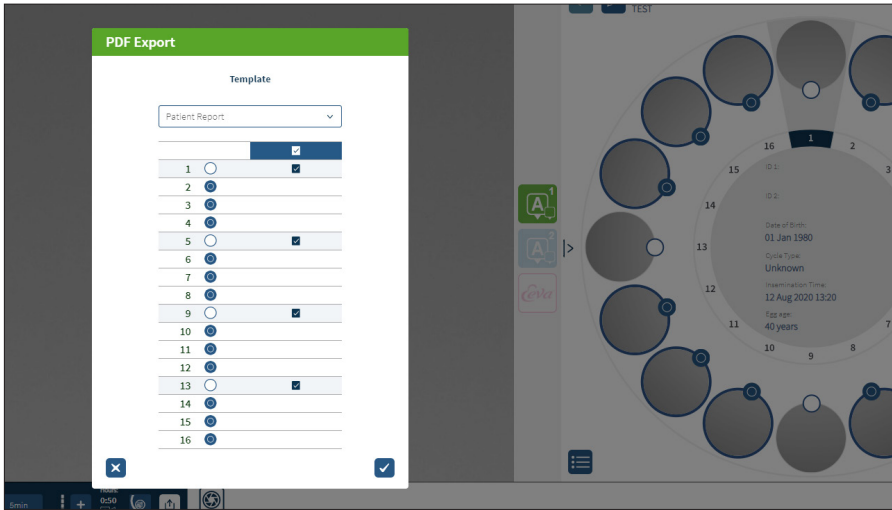 PDF Export
Template
Patient Report
1
2
3
4
5
6
7
8
9
10
11
12
13
14
15
16
TEST
A 1
A 2
eeva
16 1 2
15 3
14
13
12
11 7
10 9 8
ID 1:
ID 2:
Date of Birth:
01 Jan 1980
Cycle Type:
Unknown
Insemination Time:
12 Aug 2020 13:20
Egg age:
40 years
5min
Hours:
0:50